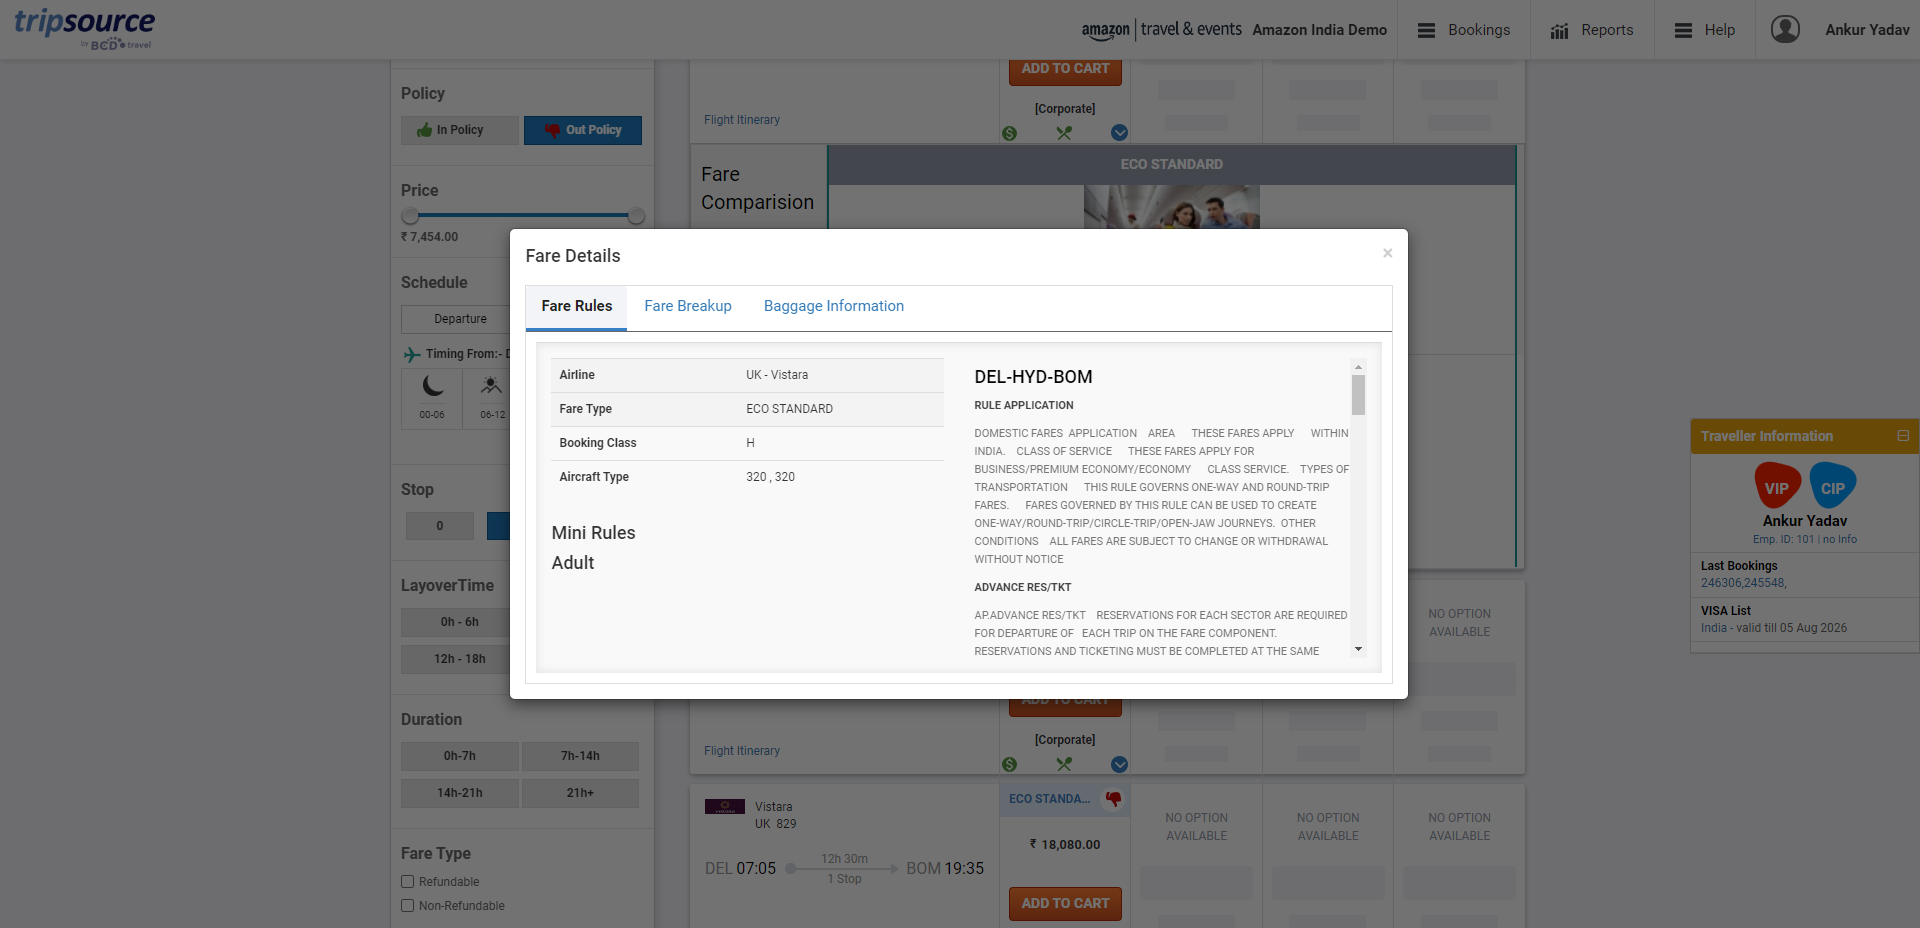 tripsource
by BCD travel
amazon travel & events
Amazon India Demo
Bookings
Reports
Help
Ankur Yadav
Policy
In Policy
Out Policy
Price
₹ 7,454.00
Schedule
Departure
Timing From:- D
00-06
06-12
Stop
0
LayoverTime
0h - 6h
12h - 18h
Duration
0h-7h
7h-14h
14h-21h
21h+
Fare Type
Refundable
Non-Refundable
ADD TO CART
[Corporate]
Flight Itinerary
Fare
Comparision
ECO STANDARD
Fare Details
×
Fare Rules
Fare Breakup
Baggage Information
Airline
UK - Vistara
Fare Type
ECO STANDARD
Booking Class
H
Aircraft Type
320 , 320
Mini Rules
Adult
DEL-HYD-BOM
RULE APPLICATION
DOMESTIC FARES APPLICATION AREA THESE FARES APPLY WITHIN
INDIA. CLASS OF SERVICE THESE FARES APPLY FOR
BUSINESS/PREMIUM ECONOMY/ECONOMY CLASS SERVICE. TYPES OF
TRANSPORTATION THIS RULE GOVERNS ONE-WAY AND ROUND-TRIP
FARES. FARES GOVERNED BY THIS RULE CAN BE USED TO CREATE
ONE-WAY/ROUND-TRIP/CIRCLE-TRIP/OPEN-JAW JOURNEYS. OTHER
CONDITIONS ALL FARES ARE SUBJECT TO CHANGE OR WITHDRAWAL
WITHOUT NOTICE
ADVANCE RES/TKT
AP.ADVANCE RES/TKT RESERVATIONS FOR EACH SECTOR ARE REQUIRED
FOR DEPARTURE OF EACH TRIP ON THE FARE COMPONENT.
RESERVATIONS AND TICKETING MUST BE COMPLETED AT THE SAME
NO OPTION
AVAILABLE
ADD TO CART
[Corporate]
Flight Itinerary
Vistara
UK 829
DEL 07:05
12h 30m
1 Stop
BOM 19:35
ECO STANDA...
₹ 18,080.00
ADD TO CART
NO OPTION
AVAILABLE
NO OPTION
AVAILABLE
NO OPTION
AVAILABLE
Traveller Information
VIP
CIP
Ankur Yadav
Emp. ID: 101 | no Info
Last Bookings
246306,245548,
VISA List
India - valid till 05 Aug 2026